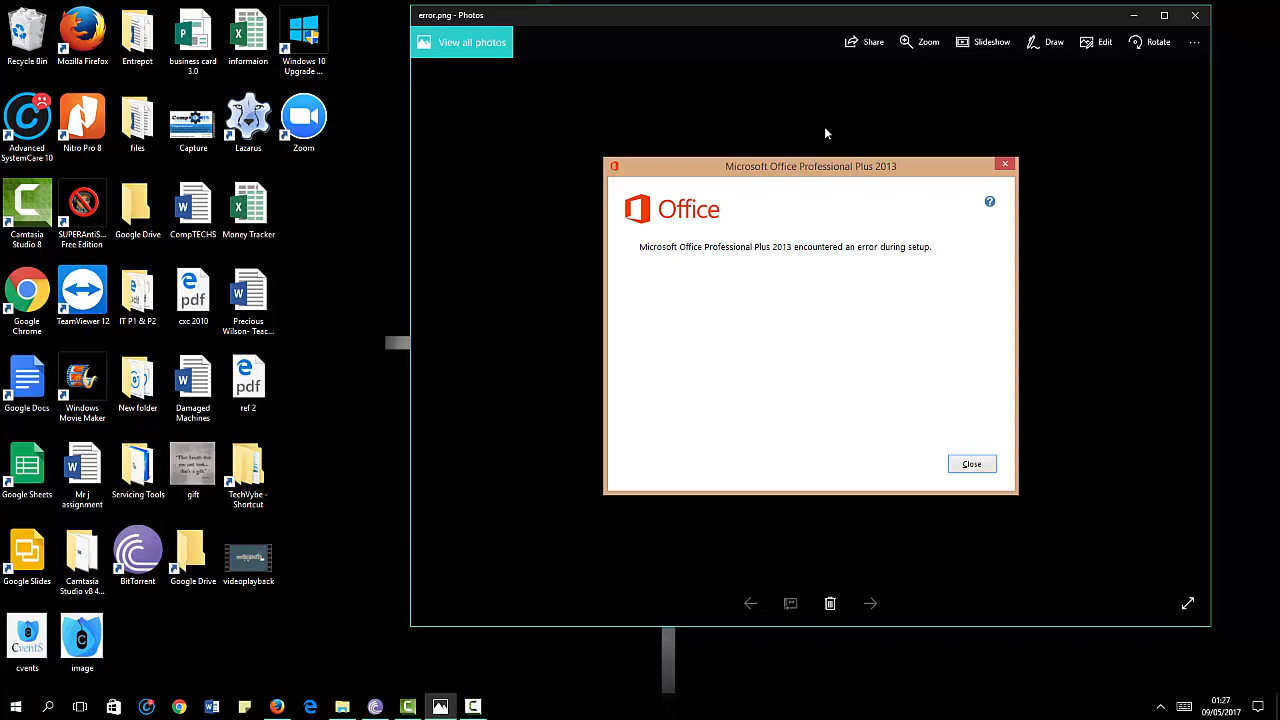 error.png - Photos
View all photos
Share
Zoom
Slideshow
Draw
Edit
Rotate
Microsoft Office Professional Plus 2013
Office
Microsoft Office Professional Plus 2013 encountered an error during setup.
Close
Recycle Bin
Mozilla Firefox
Entrepot
business card
3.0
informaion
Windows 10
Upgrade ...
Advanced
SystemCare 10
Nitro Pro 8
files
Capture
Lazarus
Zoom
Camtasia
Studio 8
SUPERAntiS...
Free Edition
Google Drive
CompTECHS
Money Tracker
Google
Chrome
TeamViewer 12
IT P1 & P2
pdf
cxc 2010
Precious
Wilson- Teac...
Google Docs
Windows
Movie Maker
New folder
Damaged
Machines
pdf
ref 2
Google Sheets
Mr j
assignment
Servicing Tools
gift
TechVybe -
Shortcut
Google Slides
Camtasia
Studio v8 4...
BitTorrent
Google Drive
videoplayback
CventS
cvents
image
01:27
09/05/2017